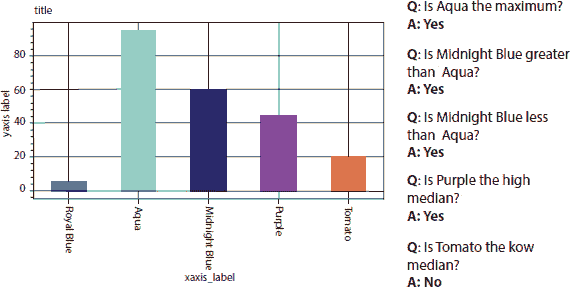 title
80
60
40
20
0
yaxis label
Royal Blue
Aqua
Midnight Blue
Purple
Tomato
xaxis_label
Q: Is Aqua the maximum?
A: Yes
Q: Is Midnight Blue greater
than Aqua?
A: Yes
Q: Is Midnight Blue less
than Aqua?
A: Yes
Q: Is Purple the high
median?
A: Yes
Q: Is Tomato the kow
median?
A: No